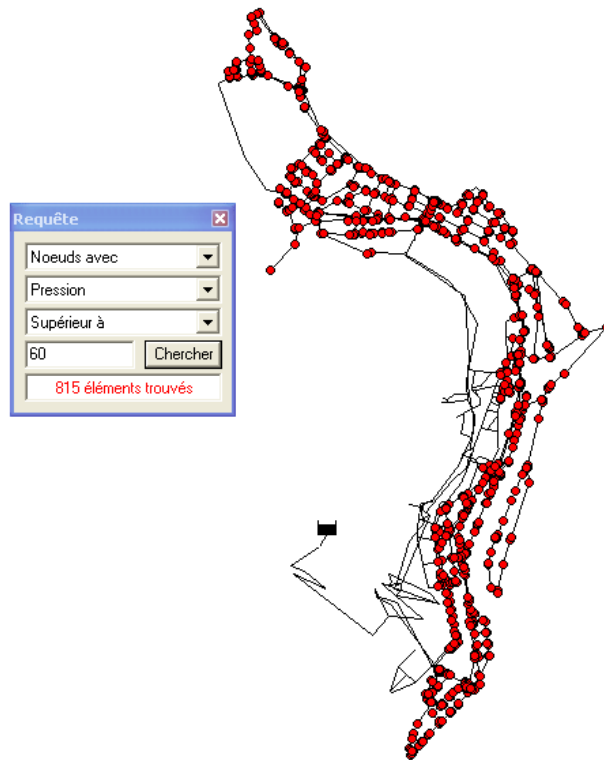 Requête
Noeuds avec
Pression
Supérieur à
60 Chercher
815 éléments trouvés